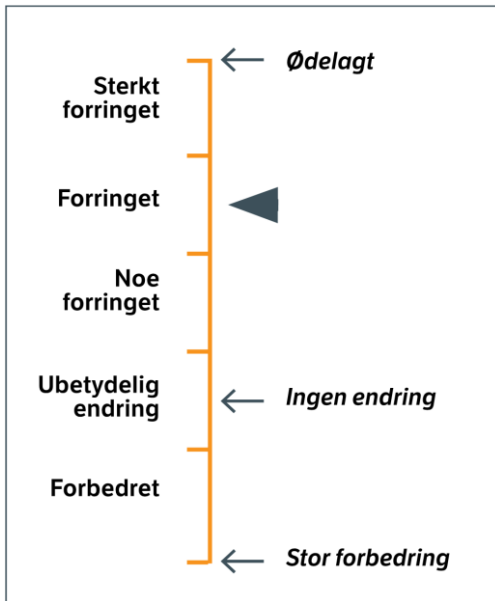 Ødelagt
Sterkt
forringet
Forringet
Noe
forringet
Ubetydelig
endring
Ingen endring
Forbedret
Stor forbedring